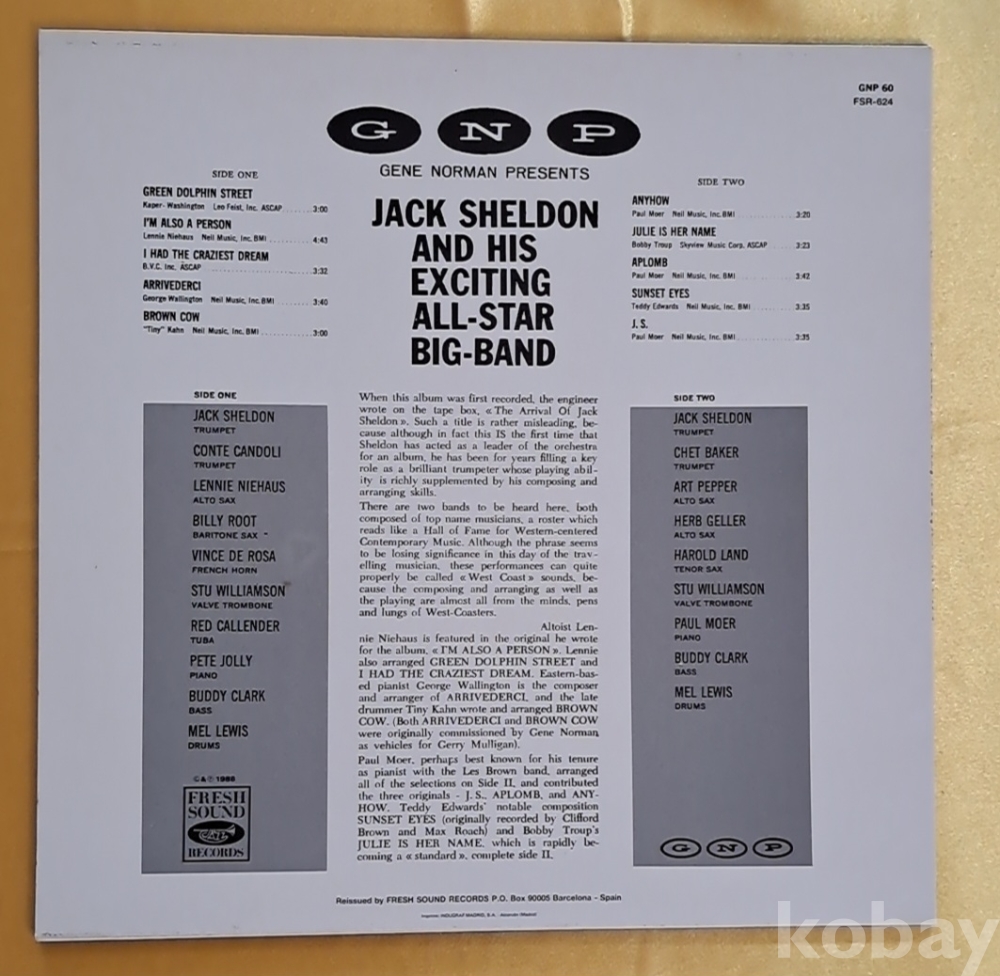 GNP 60
FSR-624
G N P
GENE NORMAN PRESENTS
JACK SHELDON
AND HIS
EXCITING
ALL-STAR
BIG-BAND
SIDE ONE
GREEN DOLPHIN STREET
Kaper- Washington Leo Feist, Inc. ASCAP ........ 3:00
I'M ALSO A PERSON
Lennie Niehaus Neil Music, Inc. BMI ........ 4:43
I HAD THE CRAZIEST DREAM
B.V.C. Inc. ASCAP ........ 3:32
ARRIVEDERCI
George Wallington Neil Music, Inc. BMI ........ 3:40
BROWN COW
"Tiny" Kahn Neil Music, Inc. BMI ........ 3:00
SIDE TWO
ANYHOW
Paul Moer Neil Music, Inc. BMI ........ 3:20
JULIE IS HER NAME
Bobby Troup Skyview Music Corp. ASCAP ........ 3:23
APLOMB
Paul Moer Neil Music, Inc. BMI ........ 3:42
SUNSET EYES
Teddy Edwards Neil Music, Inc. BMI ........ 3:35
J. S.
Paul Moer Neil Music, Inc. BMI ........ 3:35
SIDE ONE
JACK SHELDON
TRUMPET
CONTE CANDOLI
TRUMPET
LENNIE NIEHAUS
ALTO SAX
BILLY ROOT
BARITONE SAX
VINCE DE ROSA
FRENCH HORN
STU WILLIAMSON
VALVE TROMBONE
RED CALLENDER
TUBA
PETE JOLLY
PIANO
BUDDY CLARK
BASS
MEL LEWIS
DRUMS
© & ℗ 1988
FRESH
SOUND
RECORDS
When this album was first recorded, the engineer
wrote on the tape box, «The Arrival Of Jack
Sheldon». Such a title is rather misleading, be-
cause although in fact this IS the first time that
Sheldon has acted as a leader of the orchestra
for an album, he has been for years filling a key
role as a brilliant trumpeter whose playing abil-
ity is richly supplemented by his composing and
arranging skills.
There are two bands to be heard here, both
composed of top name musicians, a roster which
reads like a Hall of Fame for Western-centered
Contemporary Music. Although the phrase seems
to be losing significance in this day of the trav-
elling musician, these performances can quite
properly be called «West Coast» sounds, be-
cause the composing and arranging as well as
the playing are almost all from the minds, pens
and lungs of West-Coasters.
Altoist Len-
nie Niehaus is featured in the original he wrote
for the album, «I'M ALSO A PERSON». Lennie
also arranged GREEN DOLPHIN STREET and
I HAD THE CRAZIEST DREAM. Eastern-bas-
ed pianist George Wallington is the composer
and arranger of ARRIVEDERCI, and the late
drummer Tiny Kahn wrote and arranged BROWN
COW. (Both ARRIVEDERCI and BROWN COW
were originally commissioned by Gene Norman
as vehicles for Gerry Mulligan).
Paul Moer, perhaps best known for his tenure
as pianist with the Les Brown band, arranged
all of the selections on Side II, and contributed
the three originals - J. S., APLOMB, and ANY-
HOW. Teddy Edwards' notable composition
SUNSET EYES (originally recorded by Clifford
Brown and Max Roach) and Bobby Troup's
JULIE IS HER NAME, which is rapidly be-
coming a «standard», complete side II.
SIDE TWO
JACK SHELDON
TRUMPET
CHET BAKER
TRUMPET
ART PEPPER
ALTO SAX
HERB GELLER
ALTO SAX
HAROLD LAND
TENOR SAX
STU WILLIAMSON
VALVE TROMBONE
PAUL MOER
PIANO
BUDDY CLARK
BASS
MEL LEWIS
DRUMS
G N P
Reissued by FRESH SOUND RECORDS P.O. Box 90005 Barcelona - Spain
kobay